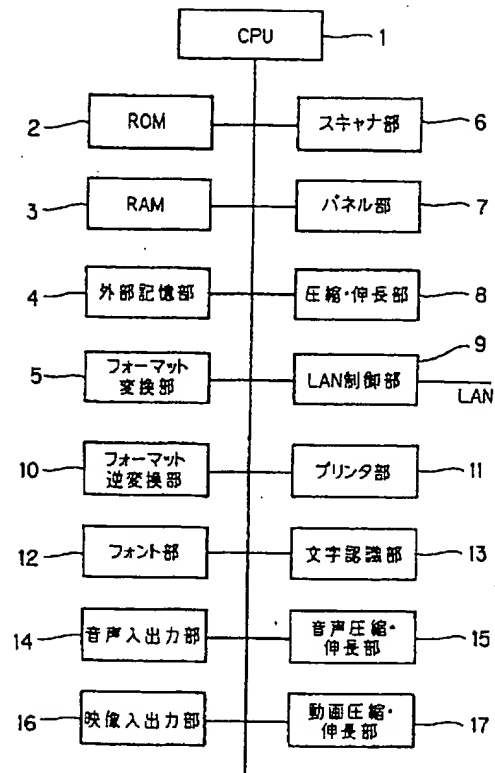 CPU
1
2
ROM
スキャナ部
6
3
RAM
パネル部
7
4
外部記憶部
圧縮・伸長部
8
5
フォーマット
変換部
LAN制御部
9
LAN
10
フォーマット
逆変換部
プリンタ部
11
12
フォント部
文字認識部
13
14
音声入出力部
音声圧縮・
伸長部
15
16
映像入出力部
動画圧縮・
伸長部
17